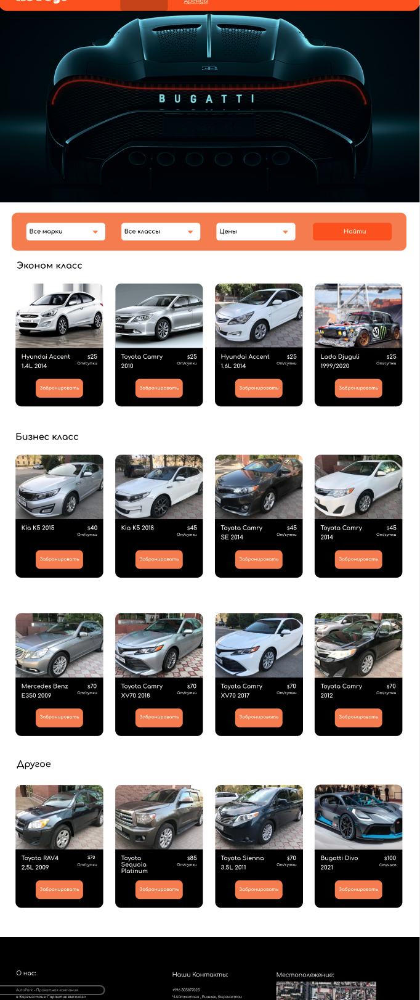 Аренды
BUGATTI
Все марки
Все классы
Цены
Найти
Эконом класс
Hyundai Accent
1.4L 2014
$25
От/сутки
Забронировать
Toyota Camry
2010
$25
От/сутки
Забронировать
Hyundai Accent
1.6L 2014
$25
От/сутки
Забронировать
Lada Djuguli
1999/2020
$25
От/сутки
Забронировать
Бизнес класс
Kia K5 2015
$40
От/сутки
Забронировать
Kia K5 2018
$45
От/сутки
Забронировать
Toyota Camry
SE 2014
$45
От/сутки
Забронировать
Toyota Camry
2014
$45
От/сутки
Забронировать
Mercedes Benz
E350 2009
$70
От/сутки
Забронировать
Toyota Camry
XV70 2018
$70
От/сутки
Забронировать
Toyota Camry
XV70 2017
$70
От/сутки
Забронировать
Toyota Camry
2012
$70
От/сутки
Забронировать
Другое
Toyota RAV4
2.5L 2009
$70
От/сутки
Забронировать
Toyota
Sequoia
Platinum
$85
От/сутки
Забронировать
Toyota Sienna
3.5L 2011
$70
От/сутки
Забронировать
Bugatti Divo
2021
$100
От/часа
Забронировать
О нас:
AutoPark - Прокатная компания
в Кыргызстоне. Гарантия высокого
Наши Контакты:
+996 505877025
Ч.Айтматова , Бишкек, Кыргызстан
Местополежение: